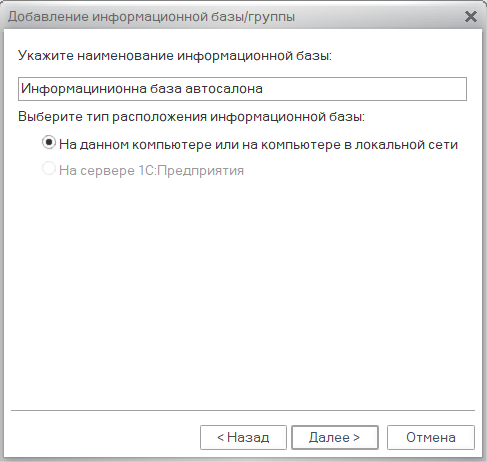 Добавление информационной базы/группы
Укажите наименование информационной базы:
Информациниoнна база автосалона
Выберите тип расположения информационной базы:
На данном компьютере или на компьютере в локальной сети
На сервере 1С:Предприятия
< Назад
Далее >
Отмена